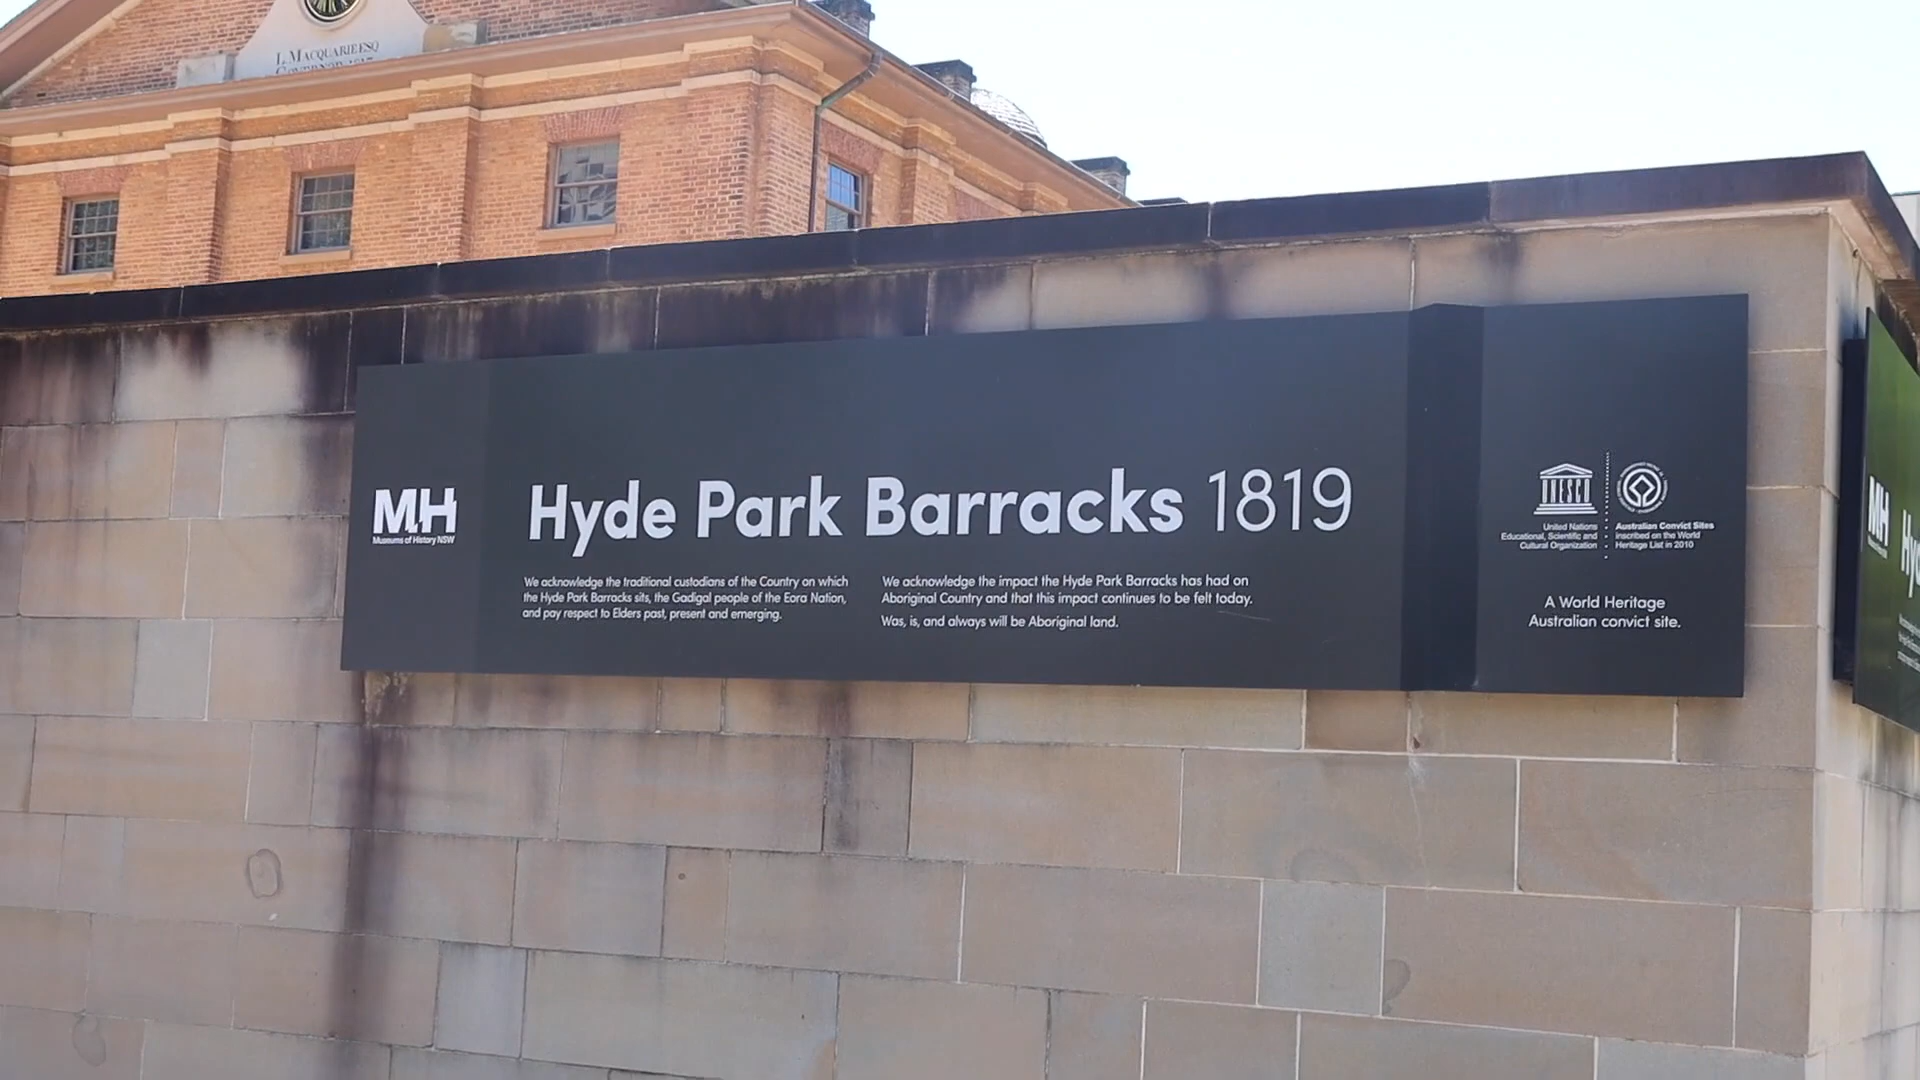 L. MACQUARIE ESQ
GOVERNOR 1817
MH
Museums of History NSW
Hyde Park Barracks 1819
We acknowledge the traditional custodians of the Country on which
the Hyde Park Barracks sits, the Gadigal people of the Eora Nation,
and pay respect to Elders past, present and emerging.
We acknowledge the impact the Hyde Park Barracks has had on
Aboriginal Country and that this impact continues to be felt today.
Was, is, and always will be Aboriginal land.
UNESCO
United Nations
Educational, Scientific and
Cultural Organization
Australian Convict Sites
inscribed on the World
Heritage List in 2010
A World Heritage
Australian convict site.
MH
Hy